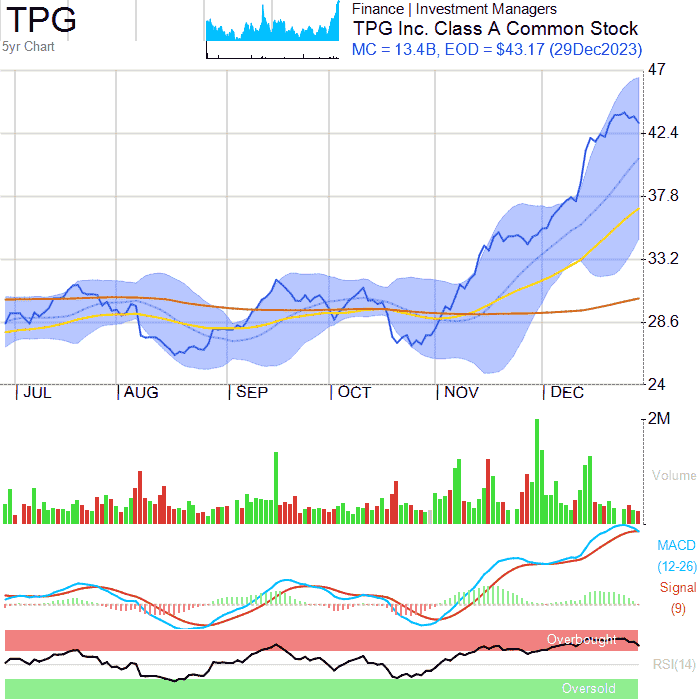 TPG
5yr Chart
Finance | Investment Managers
TPG Inc. Class A Common Stock
MC = 13.4B, EOD = $43.17 (29Dec2023)
47
42.4
37.8
33.2
28.6
24
JUL AUG SEP OCT NOV DEC
2M
Volume
MACD
(12-26)
Signal
(9)
Overbought
RSI(14)
Oversold